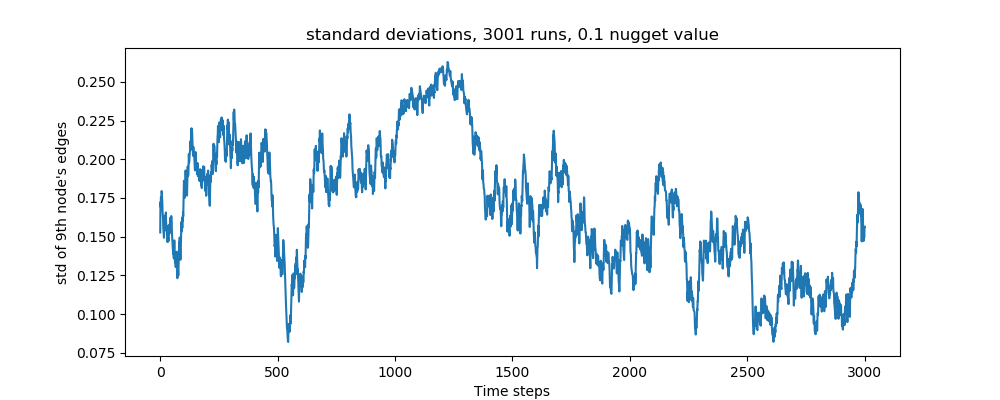 standard deviations, 3001 runs, 0.1 nugget value
std of 9th node's edges
0.250
0.225
0.200
0.175
0.150
0.125
0.100
0.075
0 500 1000 1500 2000 2500 3000
Time steps